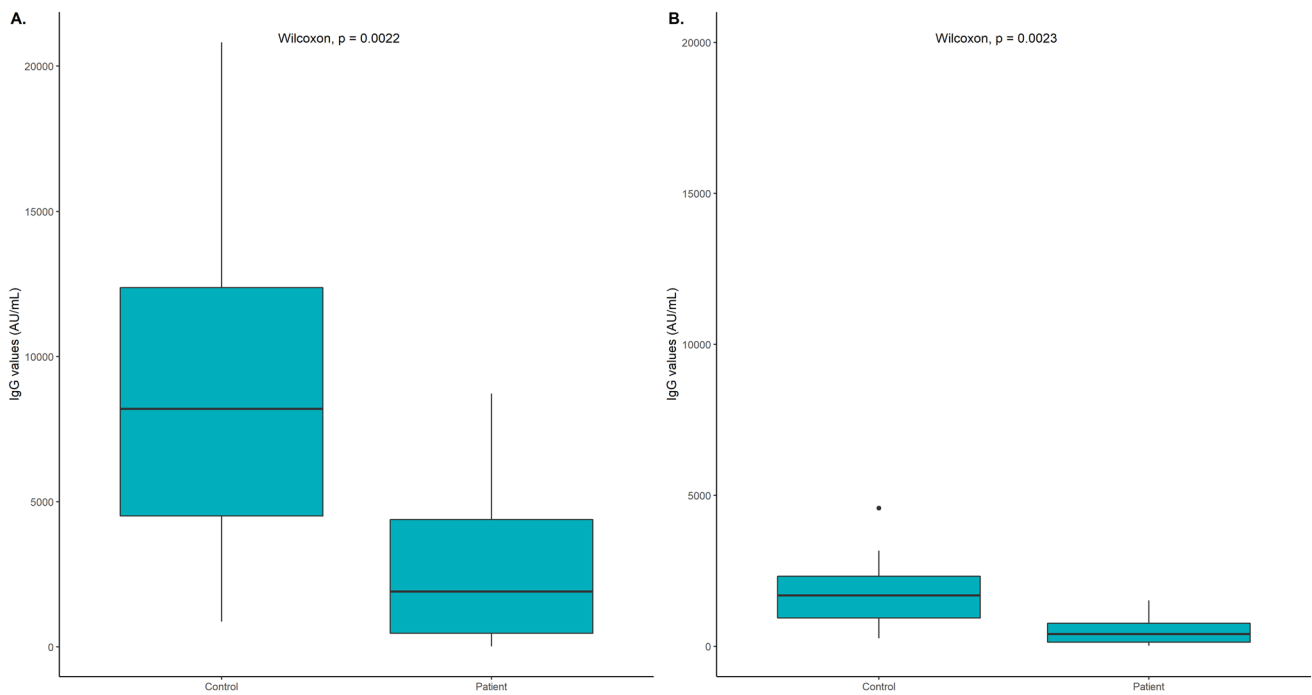 A.
Wilcoxon, p = 0.0022
IgG values (AU/mL)
20000
15000
10000
5000
0
Control
Patient
B.
Wilcoxon, p = 0.0023
IgG values (AU/mL)
20000
15000
10000
5000
0
Control
Patient